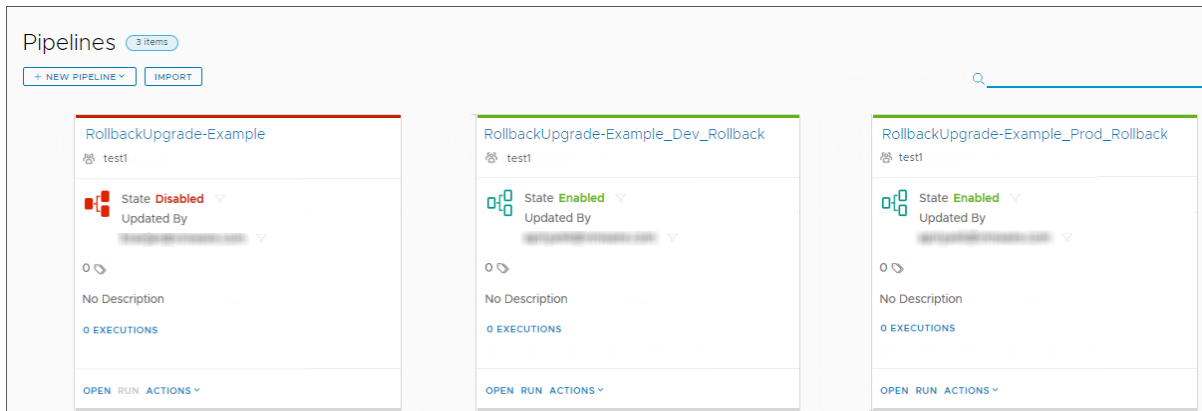 Pipelines 3 items
+ NEW PIPELINE IMPORT
RollbackUpgrade-Example
test1
State Disabled
Updated By
0
No Description
0 EXECUTIONS
OPEN RUN ACTIONS
RollbackUpgrade-Example_Dev_Rollback
test1
State Enabled
Updated By
0
No Description
0 EXECUTIONS
OPEN RUN ACTIONS
RollbackUpgrade-Example_Prod_Rollback
test1
State Enabled
Updated By
0
No Description
0 EXECUTIONS
OPEN RUN ACTIONS